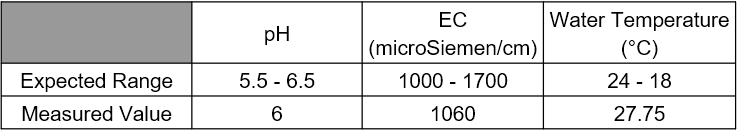 pH EC (microSiemen/cm) Water Temperature (°C)
Expected Range 5.5 - 6.5 1000 - 1700 24 - 18
Measured Value 6 1060 27.75